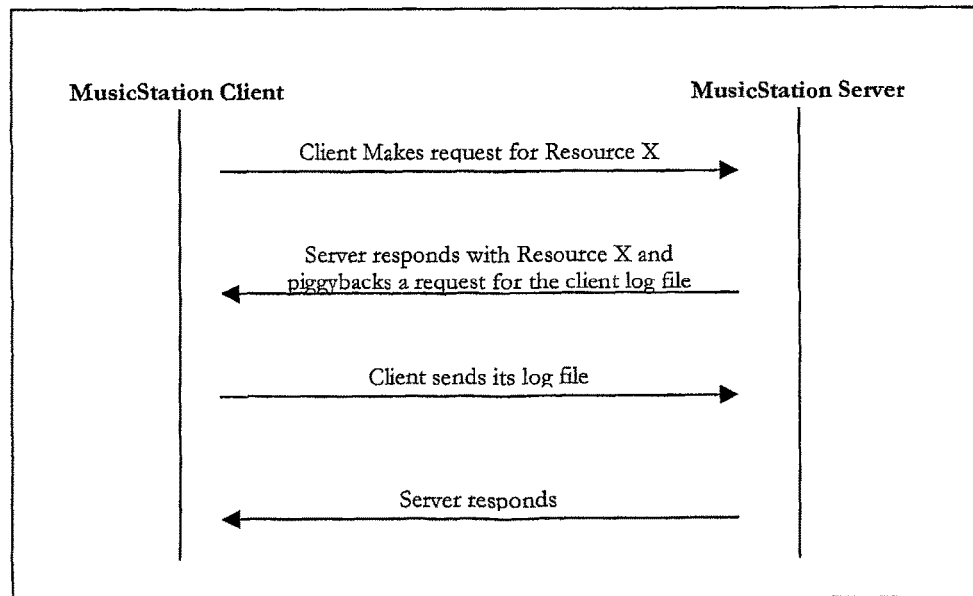 MusicStation Client
MusicStation Server
Client Makes request for Resource X
Server responds with Resource X and
piggybacks a request for the client log file
Client sends its log file
Server responds